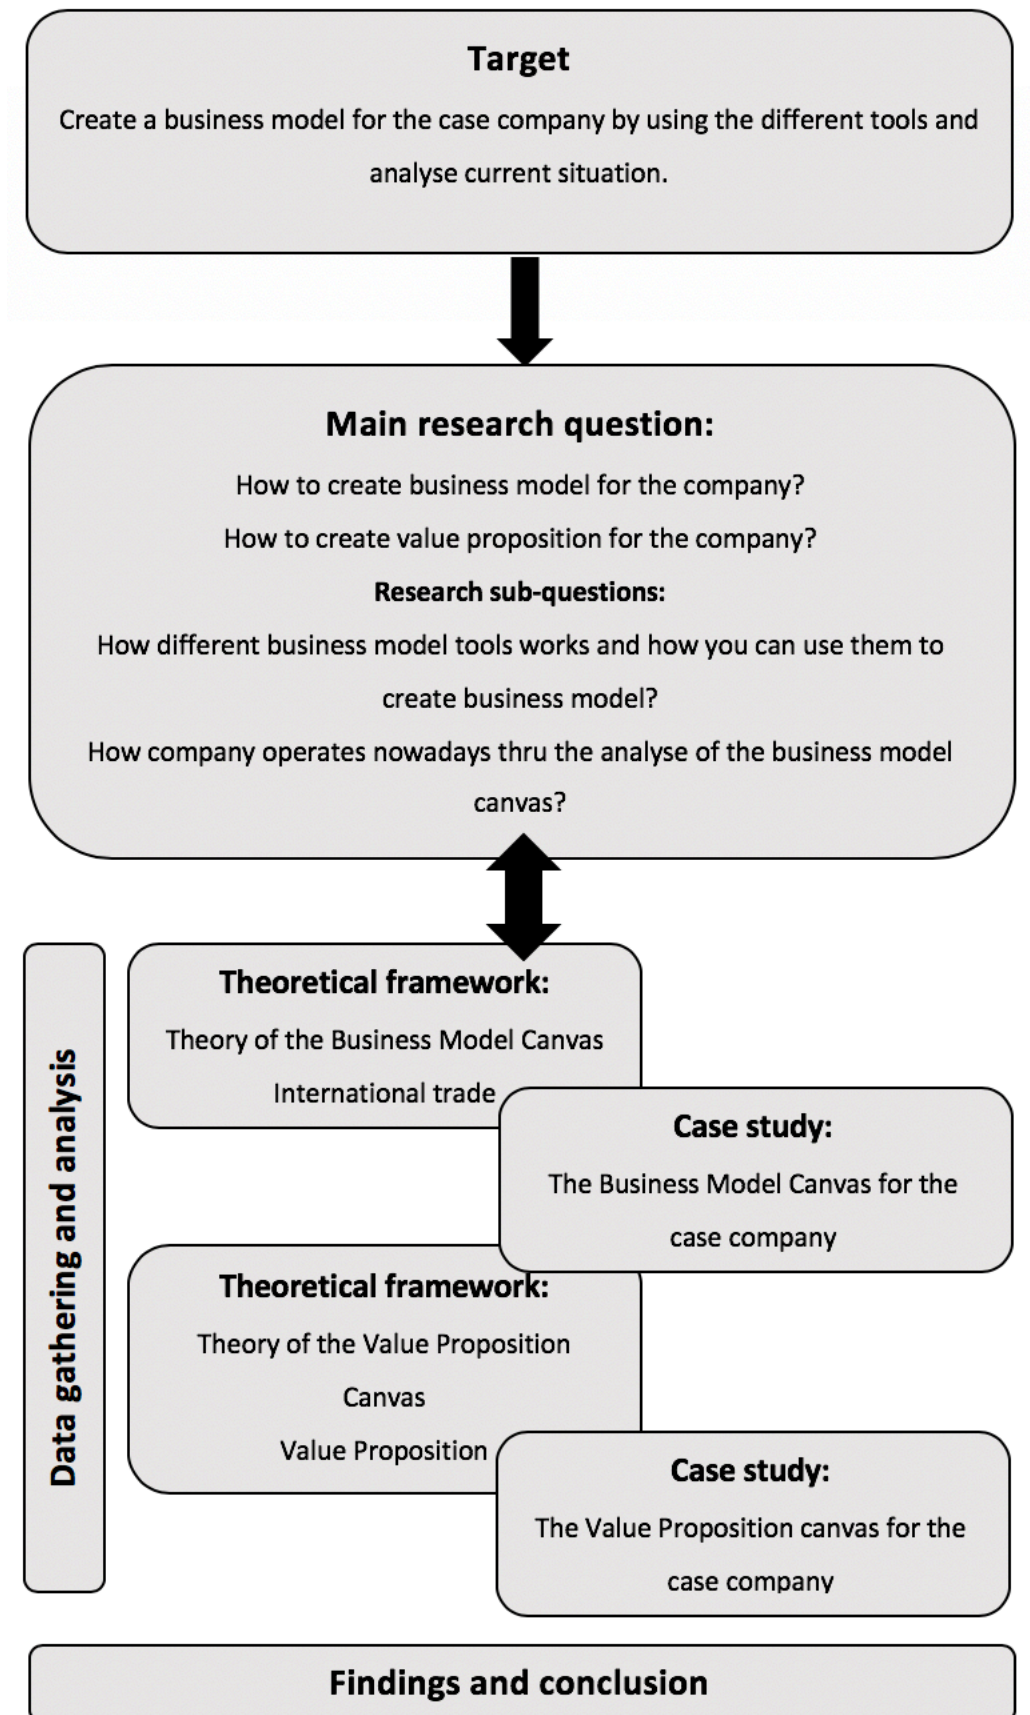 Target
Create a business model for the case company by using the different tools and
analyse current situation.
Main research question:
How to create business model for the company?
How to create value proposition for the company?
Research sub-questions:
How different business model tools works and how you can use them to
create business model?
How company operates nowadays thru the analyse of the business model
canvas?
Data gathering and analysis
Theoretical framework:
Theory of the Business Model Canvas
International trade
Case study:
The Business Model Canvas for the
case company
Theoretical framework:
Theory of the Value Proposition
Canvas
Value Proposition
Case study:
The Value Proposition canvas for the
case company
Findings and conclusion